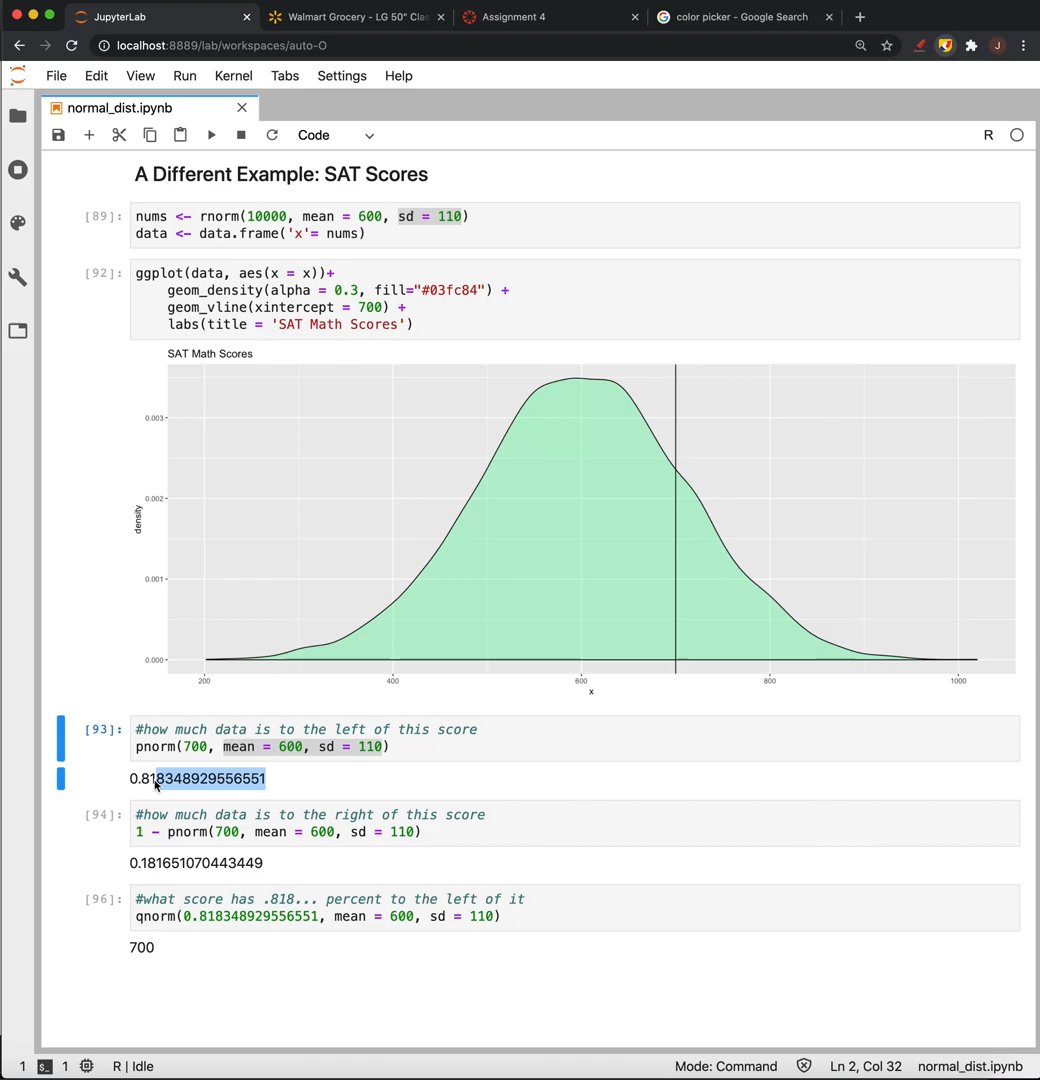 JupyterLab
Walmart Grocery - LG 50" Clas
Assignment 4
color picker - Google Search
localhost:8889/lab/workspaces/auto-O
J
File Edit View Run Kernel Tabs Settings Help
normal_dist.ipynb
Code
R
A Different Example: SAT Scores
[89]:
nums <- rnorm(10000, mean = 600, sd = 110)
data <- data.frame('x'= nums)
[92]:
ggplot(data, aes(x = x))+
geom_density(alpha = 0.3, fill="#03fc84") +
geom_vline(xintercept = 700) +
labs(title = 'SAT Math Scores')
SAT Math Scores
0.003
0.002
0.001
0.000
density
200 400 600 800 1000
x
[93]:
#how much data is to the left of this score
pnorm(700, mean = 600, sd = 110)
0.818348929556551
[94]:
#how much data is to the right of this score
1 - pnorm(700, mean = 600, sd = 110)
0.181651070443449
[96]:
#what score has .818... percent to the left of it
qnorm(0.818348929556551, mean = 600, sd = 110)
700
1 $_ 1 R | Idle Mode: Command Ln 2, Col 32 normal_dist.ipynb